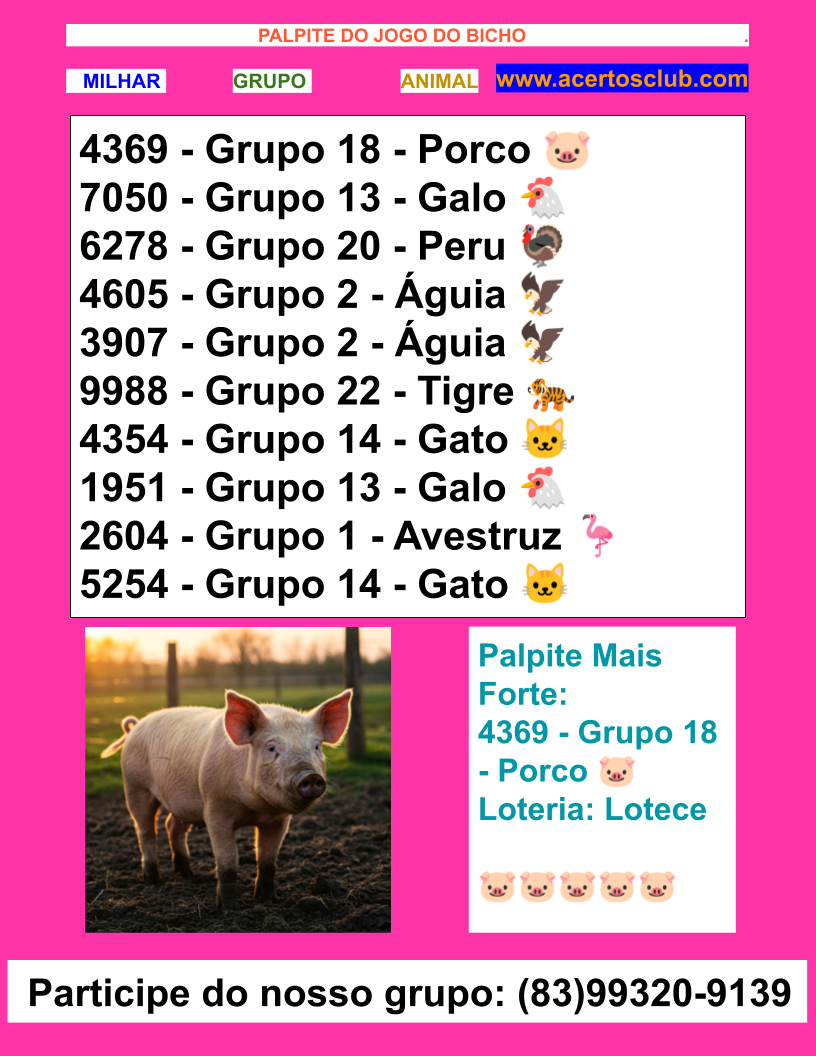 PALPITE DO JOGO DO BICHO .
MILHAR GRUPO ANIMAL www.acertosclub.com
4369 - Grupo 18 - Porco 🐷
7050 - Grupo 13 - Galo 🐔
6278 - Grupo 20 - Peru 🦃
4605 - Grupo 2 - Águia 🦅
3907 - Grupo 2 - Águia 🦅
9988 - Grupo 22 - Tigre 🐅
4354 - Grupo 14 - Gato 🐱
1951 - Grupo 13 - Galo 🐔
2604 - Grupo 1 - Avestruz 🦩
5254 - Grupo 14 - Gato 🐱
Palpite Mais
Forte:
4369 - Grupo 18
- Porco 🐷
Loteria: Lotece
🐷🐷🐷🐷🐷
Participe do nosso grupo: (83)99320-9139